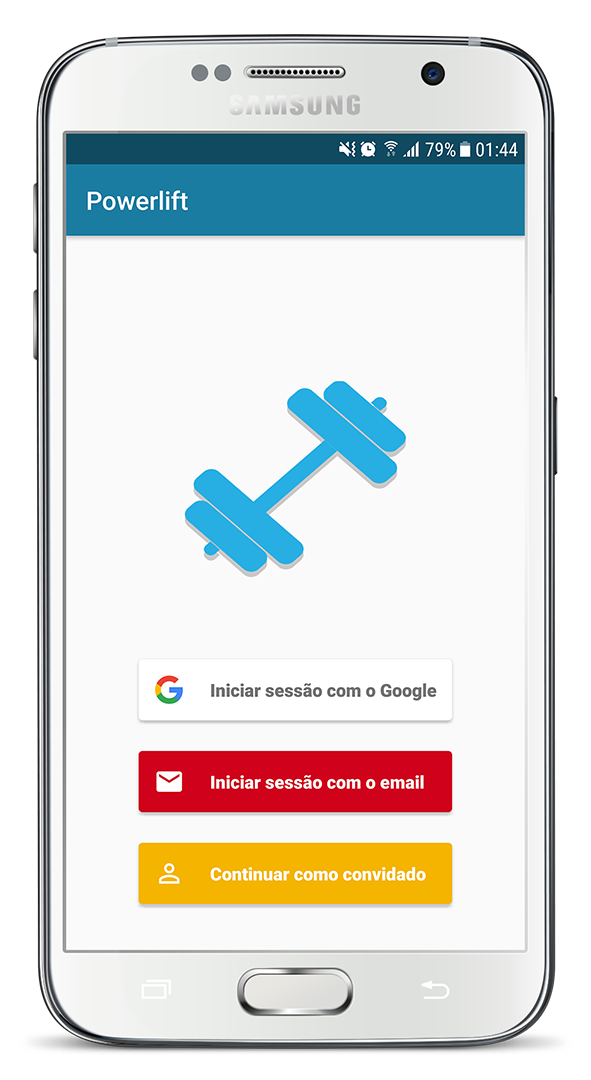 SAMSUNG
79% 01:44
Powerlift
Iniciar sessão com o Google
Iniciar sessão com o email
Continuar como convidado